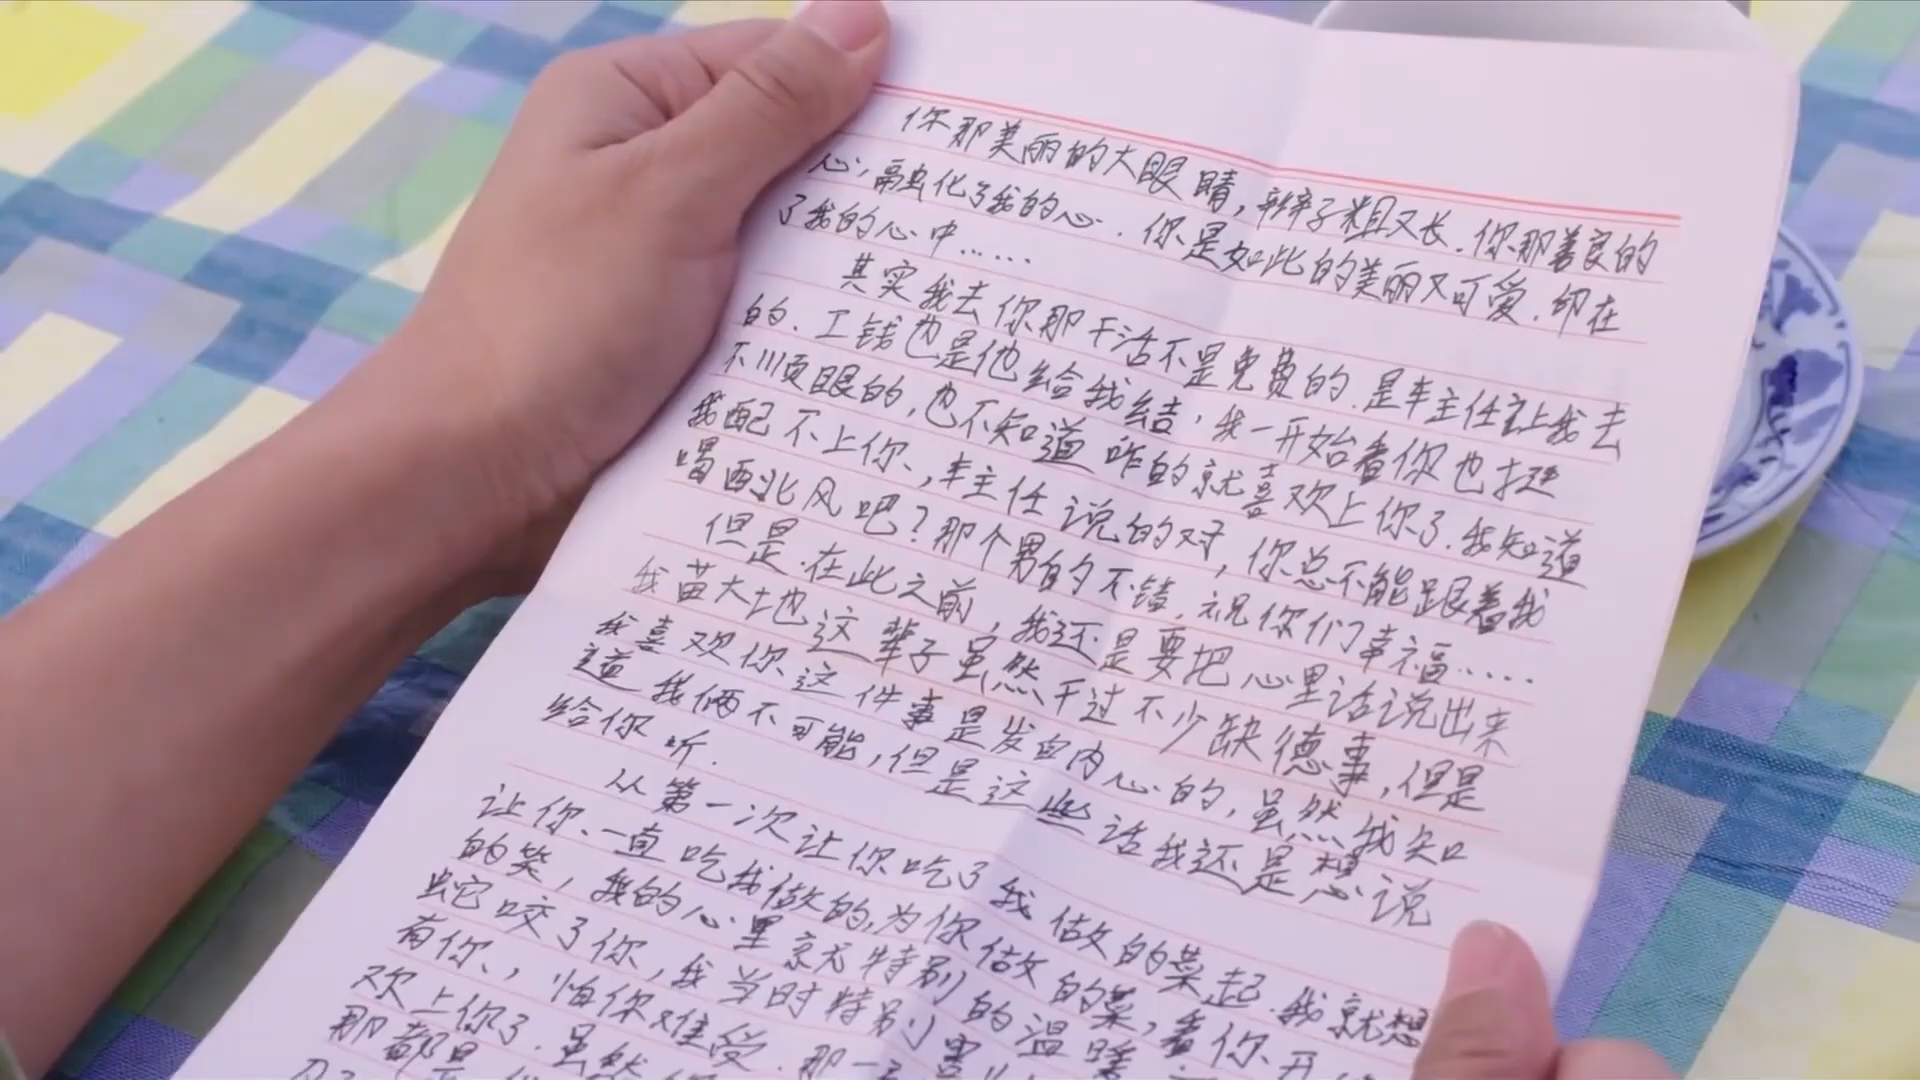 你那美丽的大眼睛，辫子粗又长.你那善良的
心，融化了我的心.你是如此的美丽又可爱.印在
了我的心中……
其实我去你那干活不是免费的.是车主任让我去
的、工钱也是他给我结，我一开始看你也挺
不顺眼的，也不知道咋的就喜欢上你了.我知道
我配不上你、，车主任说的对，你总不能跟着我
喝西北风吧？那个男的不错.祝你们幸福……
但是.在此之前，我还是要把心里话说出来
我苗大地这辈子虽然干过不少缺德事，但是
我喜欢你这件事是发自内心的，虽然我知
道我俩不可能，但是这些话我还是想说
给你听.
从第一次让你吃了我做的菜起.我就想
让你、一直吃我做的，为你做的菜，看你开
的笑，我的心里就特别的温暖.
蛇咬了你，我当时特别害
有你、，怕你难受.那一
欢上你了.虽然
那都是